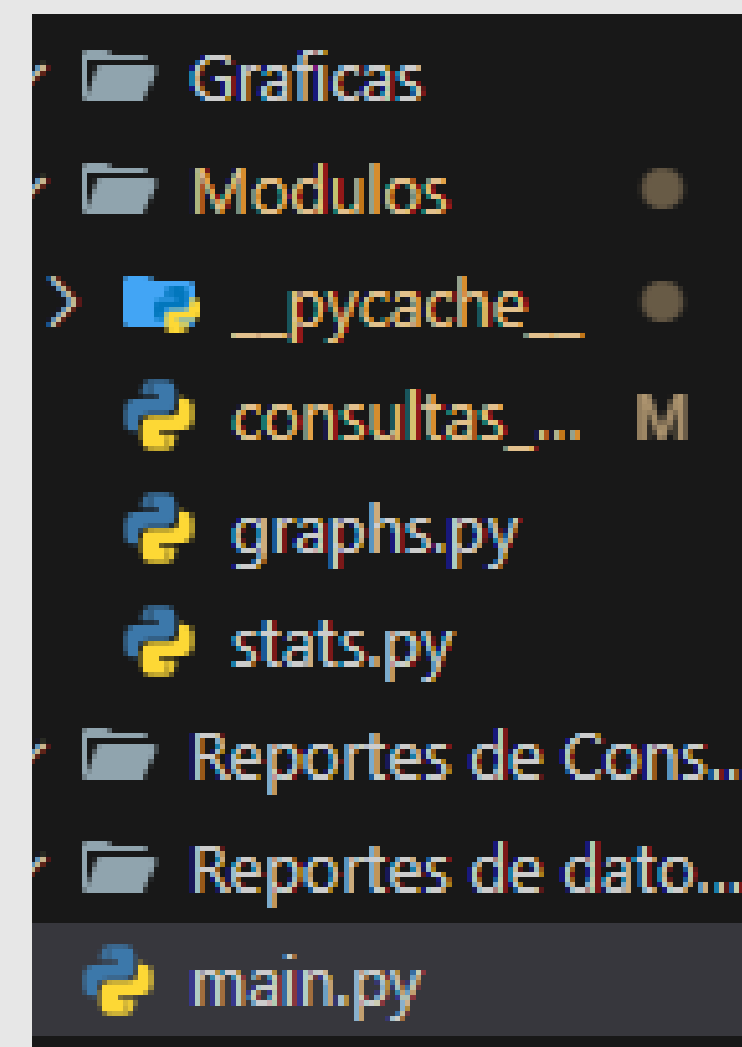 Graficas
Modulos
__pycache__
consultas_... M
graphs.py
stats.py
Reportes de Cons...
Reportes de dato...
main.py